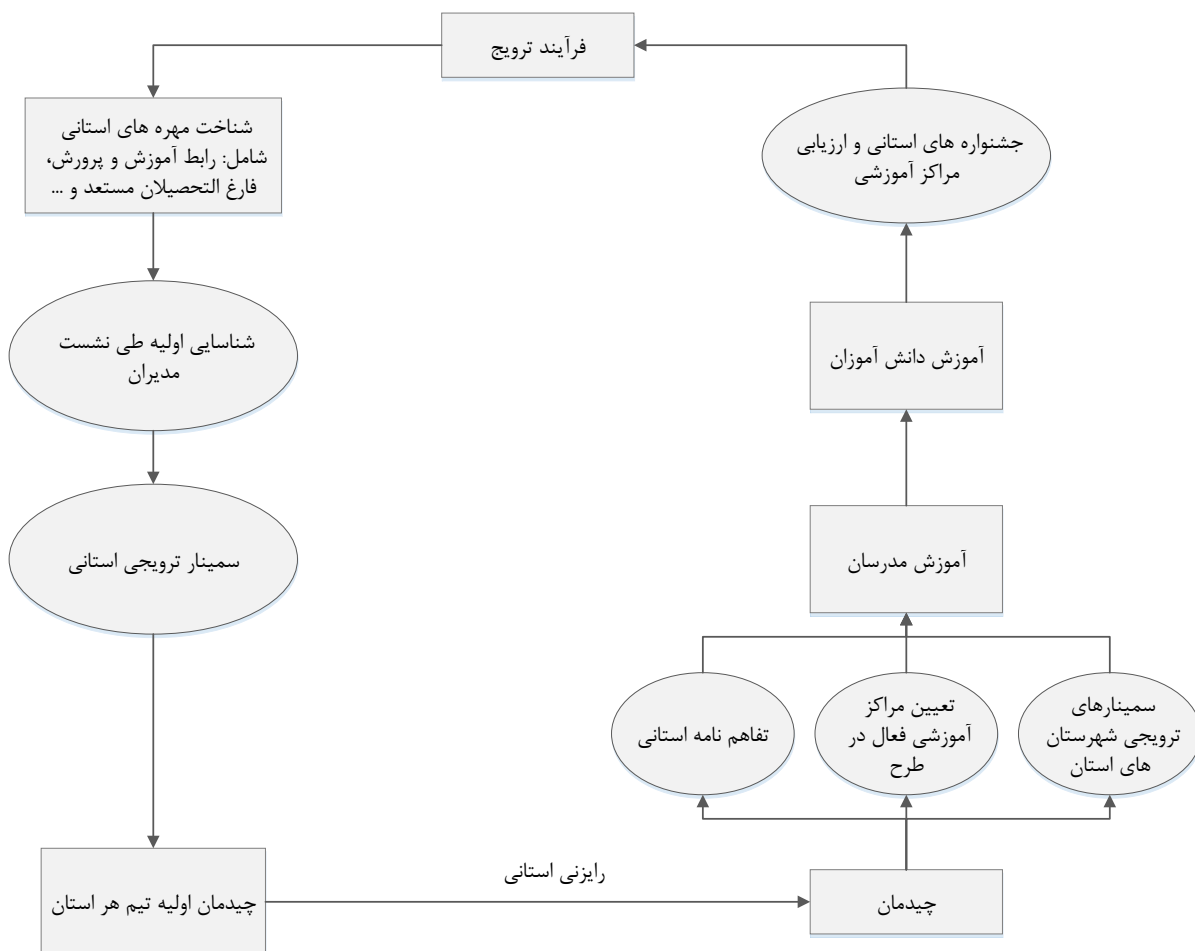 فرآیند ترویج
شناخت مهره های استانی
شامل: رابط آموزش و پرورش،
فارغ التحصیلان مستعد و ...
شناسایی اولیه طی نشست
مدیران
سمینار ترویجی استانی
چیدمان اولیه تیم هر استان
رایزنی استانی
چیدمان
تفاهم نامه استانی
تعیین مراکز
آموزشی فعال در
طرح
سمینارهای
ترویجی شهرستان
های استان
آموزش مدرسان
آموزش دانش آموزان
جشنواره های استانی و ارزیابی
مراکز آموزشی